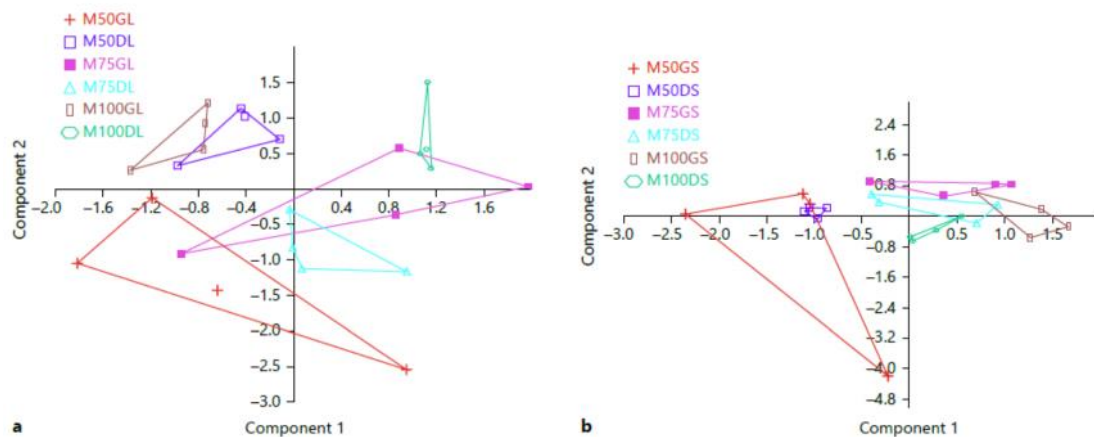 M50GL
M50DL
M75GL
M75DL
M100GL
M100DL
1.5
1.0
0.5
−2.0 −1.6 −1.2 −0.8 −0.4 0.4 0.8 1.2 1.6
−0.5
−1.0
−1.5
−2.0
−2.5
−3.0
Component 2
Component 1
a
M50GS
M50DS
M75GS
M75DS
M100GS
M100DS
2.4
1.6
0.8
−3.0 −2.5 −2.0 −1.5 −1.0 −0.5 0 0.5 1.0 1.5
−0.8
−1.6
−2.4
−3.2
−4.0
−4.8
Component 2
Component 1
b